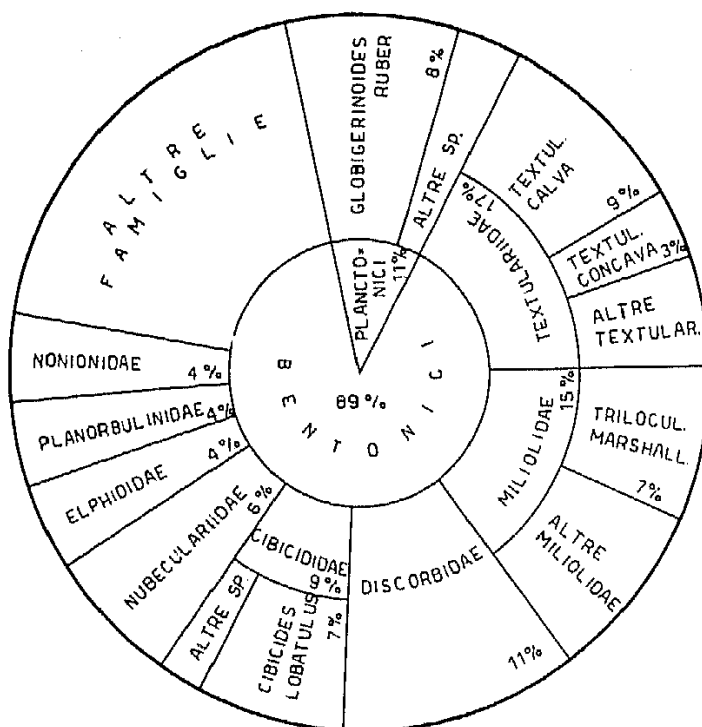 ALTRE
FAMIGLIE
GLOBIGERINOIDES
RUBER
8%
ALTRE SP.
PLANCTO=
NICI
11%
TEXTULARIIDAE
17%
TEXTUL.
CALVA
9%
TEXTUL.
CONCAVA
3%
ALTRE
TEXTULAR.
MILIOLIDAE
15%
TRILOCUL.
MARSHALL.
7%
ALTRE
MILIOLIDAE
DISCORBIDAE
11%
CIBICIDIDAE
9%
CIBICIDES
LOBATULUS
7%
ALTRE SP.
NUBECULARIIDAE
6%
ELPHIDIDAE
4%
PLANORBULINIDAE
4%
NONIONIDAE
4%
BENTONICI
89%